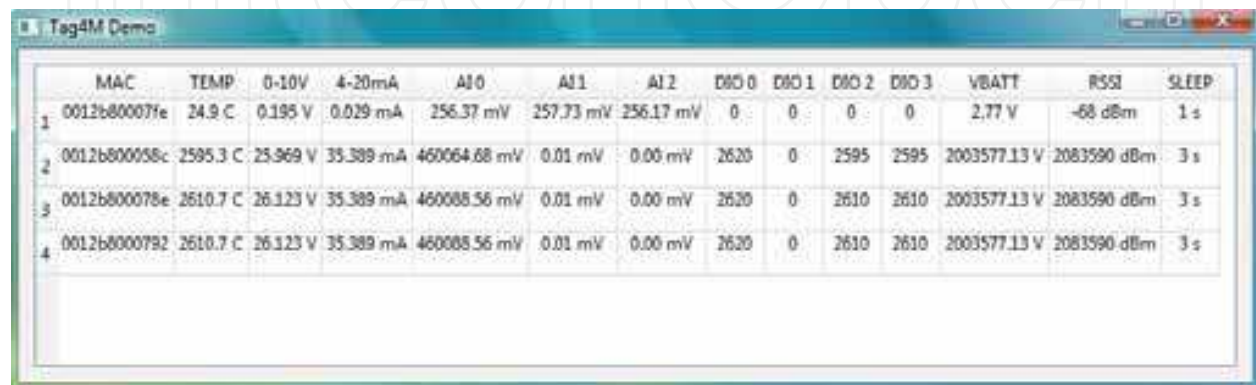 Tag4M Demo
MAC TEMP 0-10V 4-20mA AI 0 AI 1 AI 2 DIO 0 DIO 1 DIO 2 DIO 3 VBATT RSSI SLEEP
1 0012b80007fe 24.9 C 0.195 V 0.029 mA 256.37 mV 257.73 mV 256.17 mV 0 0 0 0 2.77 V -68 dBm 1 s
2 0012b800058c 2595.3 C 25.969 V 35.389 mA 460064.68 mV 0.01 mV 0.00 mV 2620 0 2595 2595 2003577.13 V 2083590 dBm 3 s
3 0012b800078e 2610.7 C 26.123 V 35.389 mA 460088.56 mV 0.01 mV 0.00 mV 2620 0 2610 2610 2003577.13 V 2083590 dBm 3 s
4 0012b8000792 2610.7 C 26.123 V 35.389 mA 460088.56 mV 0.01 mV 0.00 mV 2620 0 2610 2610 2003577.13 V 2083590 dBm 3 s